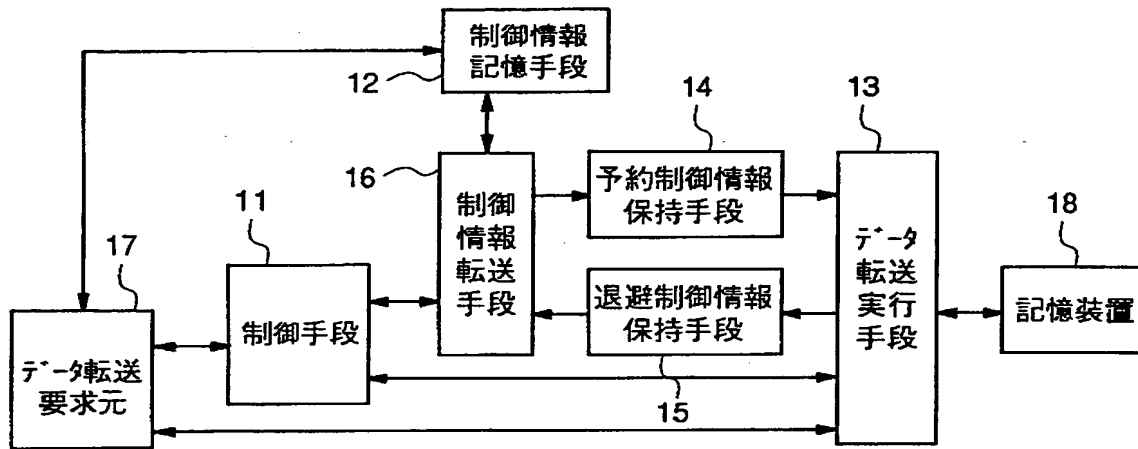 制御情報
記憶手段
12
14
13
16
予約制御情報
保持手段
制御
情報
転送
手段
11
18
17
データ
転送
実行
手段
退避制御情報
保持手段
記憶装置
制御手段
データ転送
要求元
15